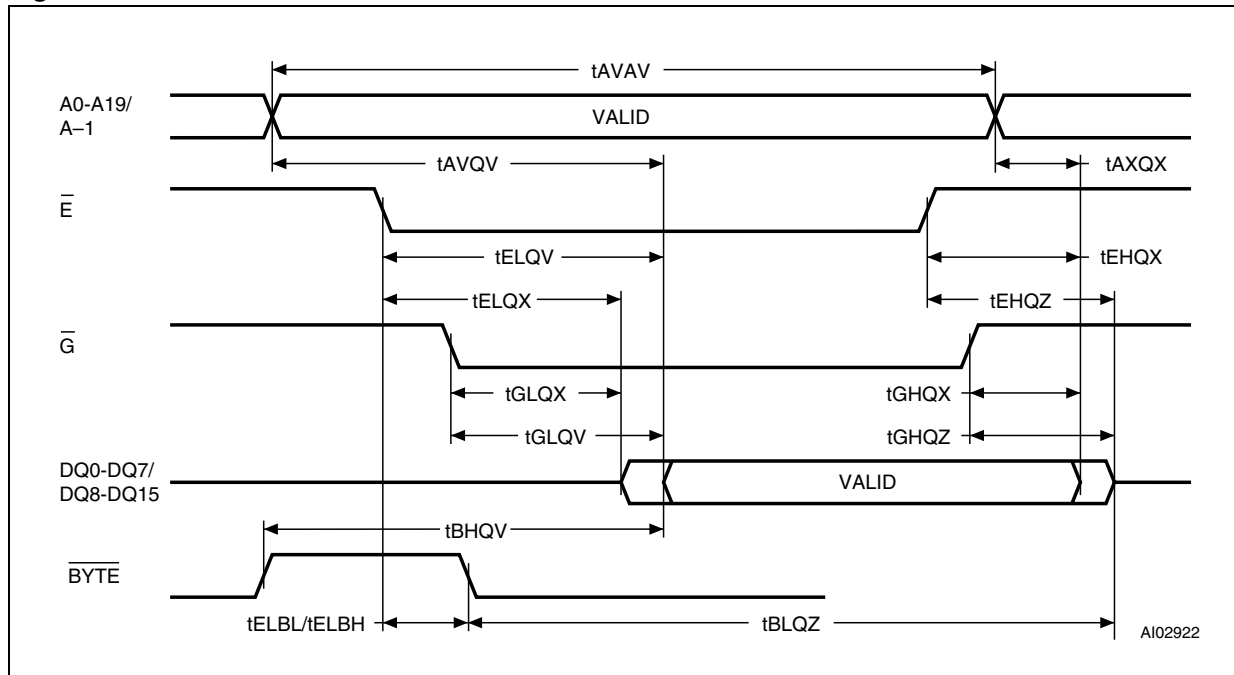 tAVAV
A0-A19/
A–1
VALID
tAVQV
tAXQX
E
tELQV
tEHQX
tELQX
tEHQZ
G
tGLQX
tGHQX
tGLQV
tGHQZ
DQ0-DQ7/
DQ8-DQ15
VALID
tBHQV
BYTE
tELBL/tELBH
tBLQZ
AI02922